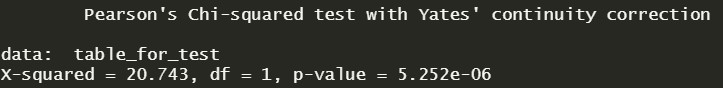 Pearson's Chi-squared test with Yates' continuity correction
data:  table_for_test
X-squared = 20.743, df = 1, p-value = 5.252e-06